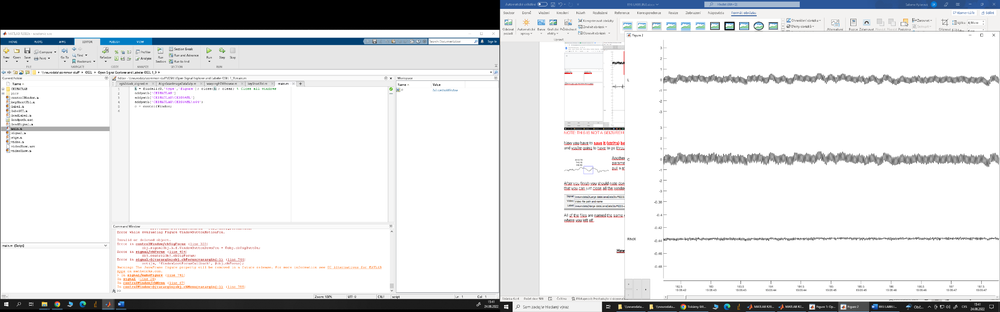 MATLAB R2022a - academic use
HOME PLOTS APPS EDITOR PUBLISH VIEW
Search Documentation
Sign In
New Open Save
Compare
Print
FILE
Go To
Find
Bookmark
NAVIGATE
Refactor
CODE
Profiler
Analyze
ANALYZE
Run
Section
Section Break
Run and Advance
Run to End
SECTION
Run Step Stop
RUN
\\neurodata\common stuff OSEL Open Signal Explorer and Labeler OSEL 1_9
Current Folder
Name
CEDMATLAB
pics
controlWindow.m
keyShortTbl.m
label.m
labelUI.m
loadLabel.m
loadpath.mat
loadSignal.m
main.m
signal.m
stgs.m
video.m
videoShow.asv
videoShow.m
main.m (Script)
Editor - \\neurodata\common stuff\OSEL\Open Signal Explorer and Labeler OSEL 1_9\main.m
rgbZstack_aligned.m AlignScanImageDataSaly.m warpingFOVBrowse.m keyShortTbl.m main.m
1 h = findall(0,'type','figure'); close(h); clear; % Close all windows
2 addpath('CEDMATLAB')
3 addpath('CEDMATLAB\CEDS64ML')
4 addpath('CEDMATLAB\CEDS64ML\x64')
5 c = controlWindow;
6
Workspace
Name Value
c 1x1 controlWindow
Command Window
Error while evaluating Figure WindowButtonMotionFcn.
Invalid or deleted object.
Error in controlWindow/cbSigFocus (line 323)
obj.signalObj.h.f.WindowButtonDownFcn = @obj.cbSigButtDn;
Error in signal/cbFocus (line 454)
obj.controlObj.cbSigFocus;
Error in signal>@(varargin)obj.cbFocus(varargin{:}) (line 744)
set(jw, 'WindowLostFocusCallback', @obj.cbFocus);
Warning: The JavaFrame figure property will be removed in a future release. For more information see UI Alternatives for MATLAB
Apps on mathworks.com.
> In signal/makeFigure (line 741)
In signal (line 28)
In controlWindow/cbMenu (line 67)
In controlWindow>@(varargin)obj.cbMenu(varargin{:}) (line 785)
fx >>
Zoom: 100% UTF-8 CRLF script Ln 1 Col 1
15:41
24.08.2022
Automatické ukládání
EEG LABELING.docx
Hledat (Alt+Q)
SK
Soubor Domů Vložení Kreslení Návrh Rozložení Reference Korespondence Revize Zobrazení Nápověda Formát obrázku
Komentáře Sdílet
Odebrat
pozadí
Automatické
opravy
Barva
Grafické
efekty
Průhlednost
Komprimovat obrázky
Změnit obrázek
Obnovit obrázek
Upravit
Ohraničení obrázku
Efekty obrázků
Alternativní
Pozice Zalamovat Přenést Přenést Podokno
Zarovnat
Seskupit
Oříznout
Výška: 4,93 cm
NOTE: THIS IS NOT A SEIZURE!!!
Now you have to save it (ctrl+s) be
and you're going to have to go throu
Another
parame
pull a m
After you finish you should note dow
that you can just close all the window
Signal: \\neurodata2\large data\JanaDataStuff\EEG-
Video: Video file path and name
Label: \\neurodata2\large data\JanaDataStuff\EEG-
All of the files are named the same
where you left off.
How
Figure 2
3
2
1
L 0
-1
-2
-3
3
2
1
C 0
-1
-2
-3
-0.38
-0.4
-0.42
RhdX -0.44
-0.46
-0.48
182.5 183 183.5 184 184.5 185 185.5 186 186.5 187 187.5
19:05:42 19:05:43 19:05:43 19:05:44 19:05:44 19:05:45 19:05:45 19:05:46 19:05:46 19:05:47 19:05:47
Stránka 6 z 6 Počet slov: 588 Čeština
Sem zadejte hledaný výraz
\\neurodata... \\neurodata... Tiskárny štít... MATLAB R20... MATLAB R2... Figure 1: Op... Figure 2 EEG LABELI... Obč... CES
15:41
24.08.2022